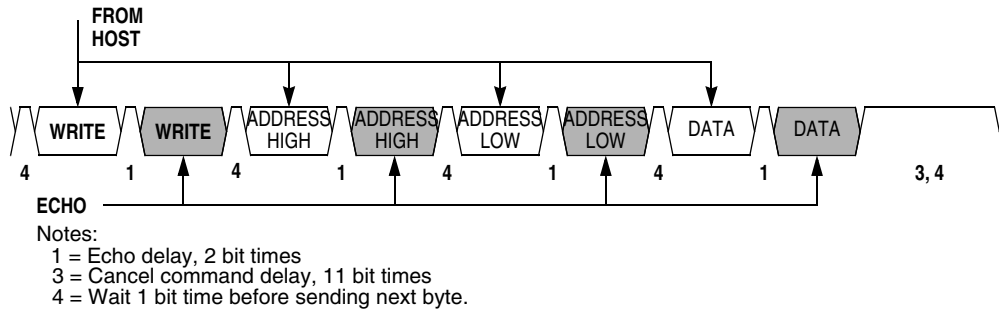 FROM
HOST
WRITE WRITE ADDRESS HIGH ADDRESS HIGH ADDRESS LOW ADDRESS LOW DATA DATA
4 1 4 1 4 1 4 1 3, 4
ECHO
Notes:
1 = Echo delay, 2 bit times
3 = Cancel command delay, 11 bit times
4 = Wait 1 bit time before sending next byte.